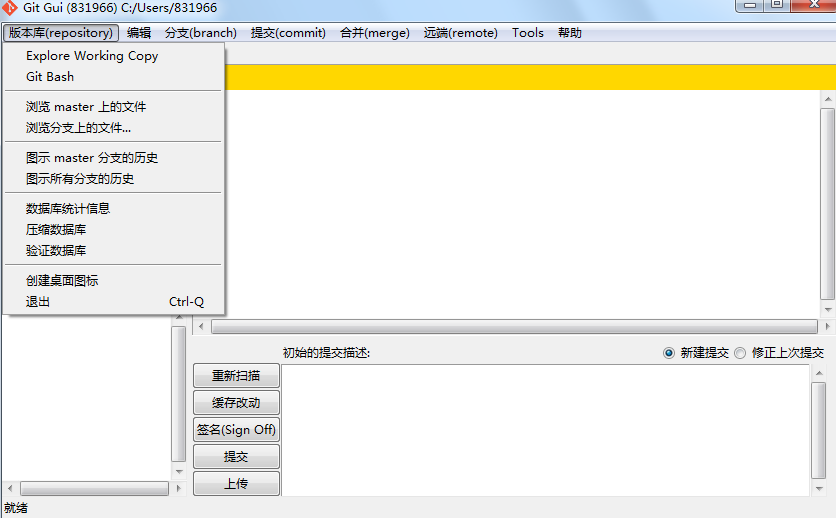 Git Gui (831966) C:/Users/831966
版本库(repository) 编辑 分支(branch) 提交(commit) 合并(merge) 远端(remote) Tools 帮助
Explore Working Copy
Git Bash
浏览 master 上的文件
浏览分支上的文件...
图示 master 分支的历史
图示所有分支的历史
数据库统计信息
压缩数据库
验证数据库
创建桌面图标
退出 Ctrl-Q
初始的提交描述: 新建提交 修正上次提交
重新扫描
缓存改动
签名(Sign Off)
提交
上传
就绪